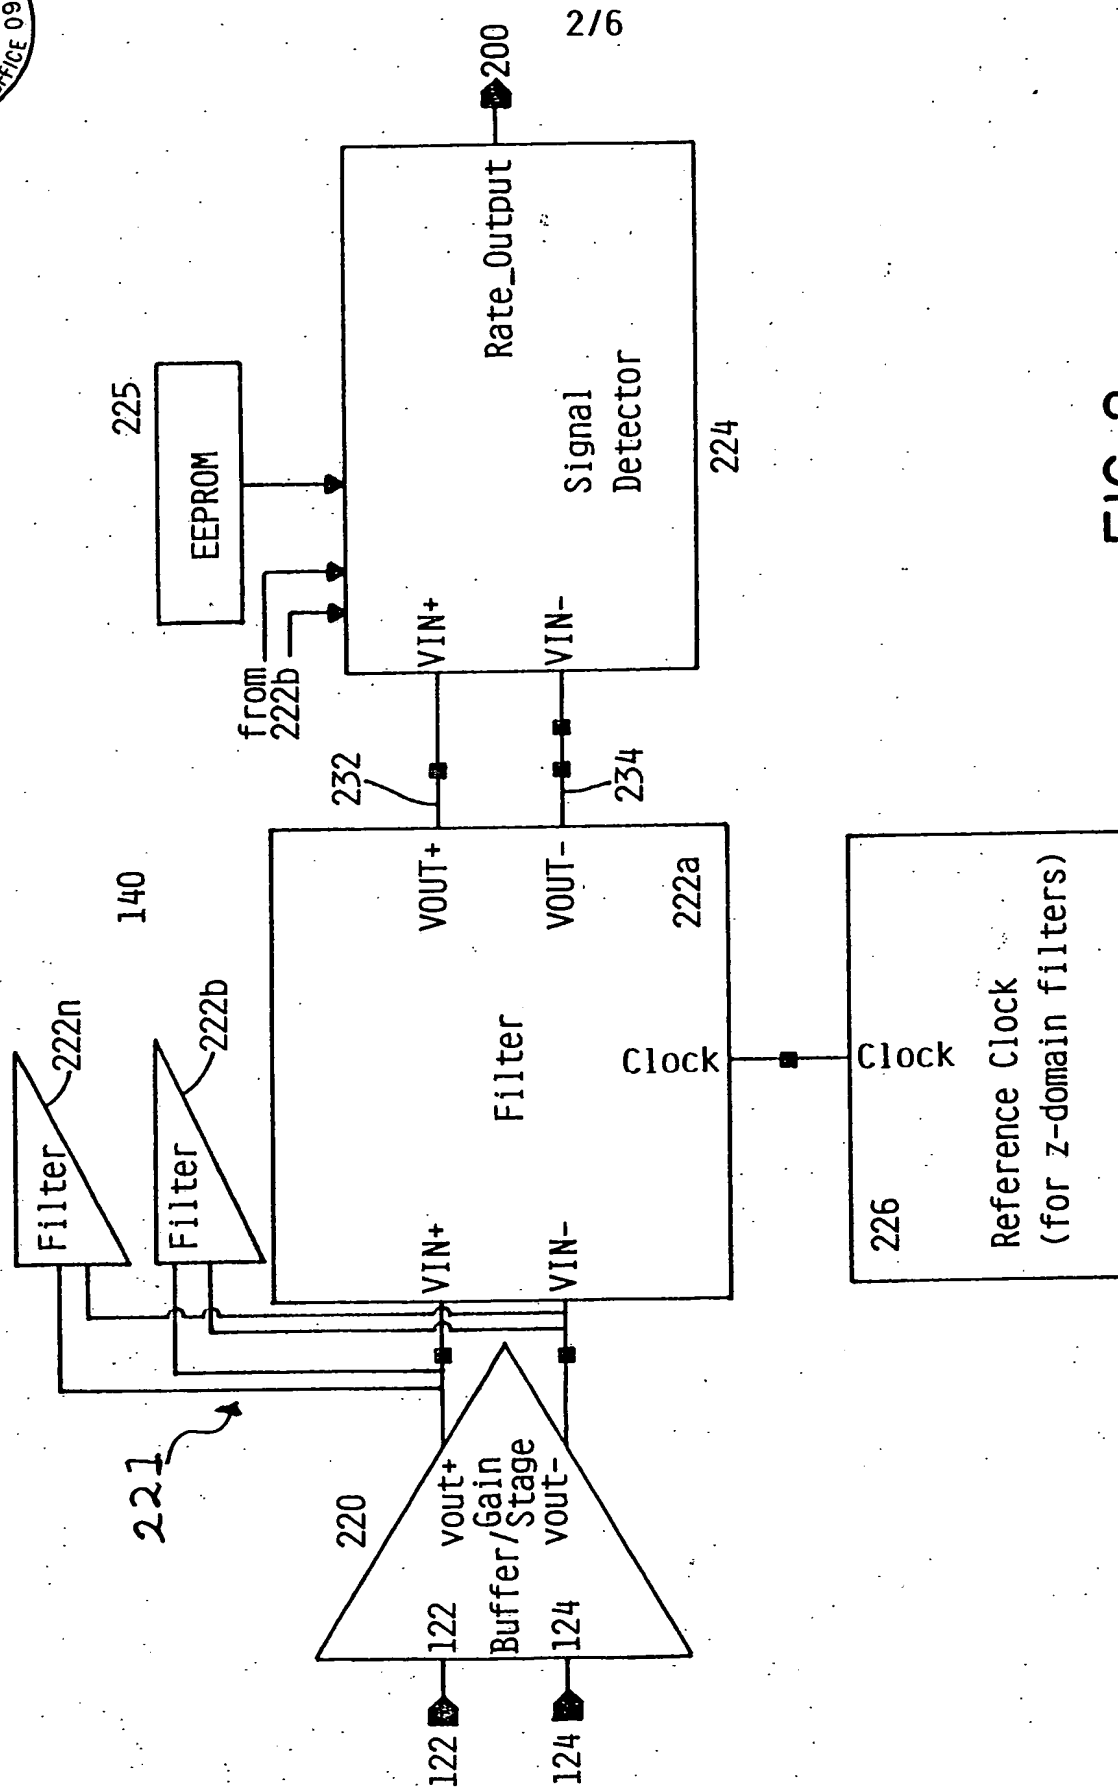 OFFICE 09
2/6
221
Filter
222n
Filter
222b
140
from
222b
EEPROM
225
122
124
220
122
vout+
Buffer/Gain
Stage
124
vout-
VIN+
VIN-
Filter
Clock
VOUT+
VOUT-
222a
232
234
VIN+
VIN-
Signal
Detector
Rate_Output
224
200
226
Clock
Reference Clock
(for z-domain filters)